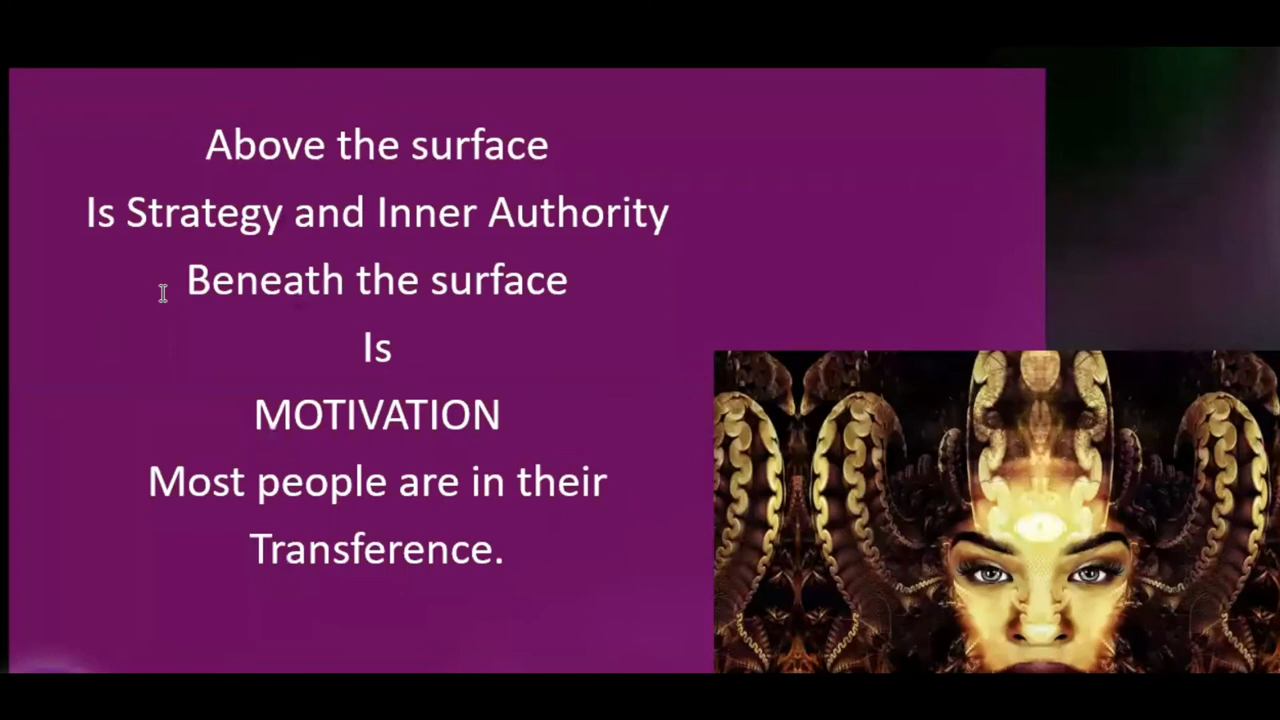 Above the surface
Is Strategy and Inner Authority
Beneath the surface
Is
MOTIVATION
Most people are in their
Transference.